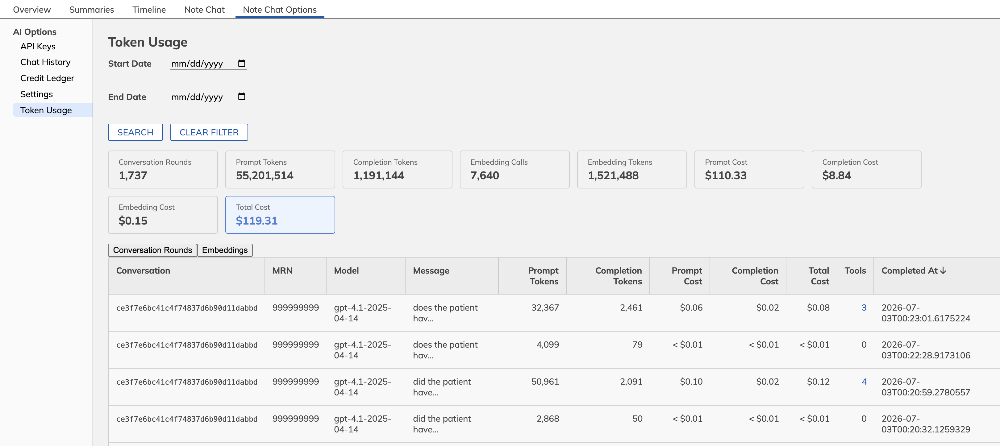 Overview Summaries Timeline Note Chat Note Chat Options
AI Options
API Keys
Chat History
Credit Ledger
Settings
Token Usage
Token Usage
Start Date mm/dd/yyyy
End Date mm/dd/yyyy
SEARCH CLEAR FILTER
Conversation Rounds
1,737
Prompt Tokens
55,201,514
Completion Tokens
1,191,144
Embedding Calls
7,640
Embedding Tokens
1,521,488
Prompt Cost
$110.33
Completion Cost
$8.84
Embedding Cost
$0.15
Total Cost
$119.31
Conversation Rounds Embeddings
Conversation MRN Model Message Prompt Completion Prompt Completion Total Tools Completed At↓
Tokens Tokens Cost Cost Cost
ce3f7e6bc41c4f74837d6b90d11dabbd 999999999 gpt-4.1-2025- does the patient 32,367 2,461 $0.06 $0.02 $0.08 3 2026-07-
04-14 hav... 03T00:23:01.6175224
ce3f7e6bc41c4f74837d6b90d11dabbd 999999999 gpt-4.1-2025- does the patient 4,099 79 < $0.01 < $0.01 < $0.01 0 2026-07-
04-14 hav... 03T00:22:28.9173106
ce3f7e6bc41c4f74837d6b90d11dabbd 999999999 gpt-4.1-2025- did the patient 50,961 2,091 $0.10 $0.02 $0.12 4 2026-07-
04-14 have... 03T00:20:59.2780557
ce3f7e6bc41c4f74837d6b90d11dabbd 999999999 gpt-4.1-2025- did the patient 2,868 50 < $0.01 < $0.01 < $0.01 0 2026-07-
04-14 have... 03T00:20:32.1259329